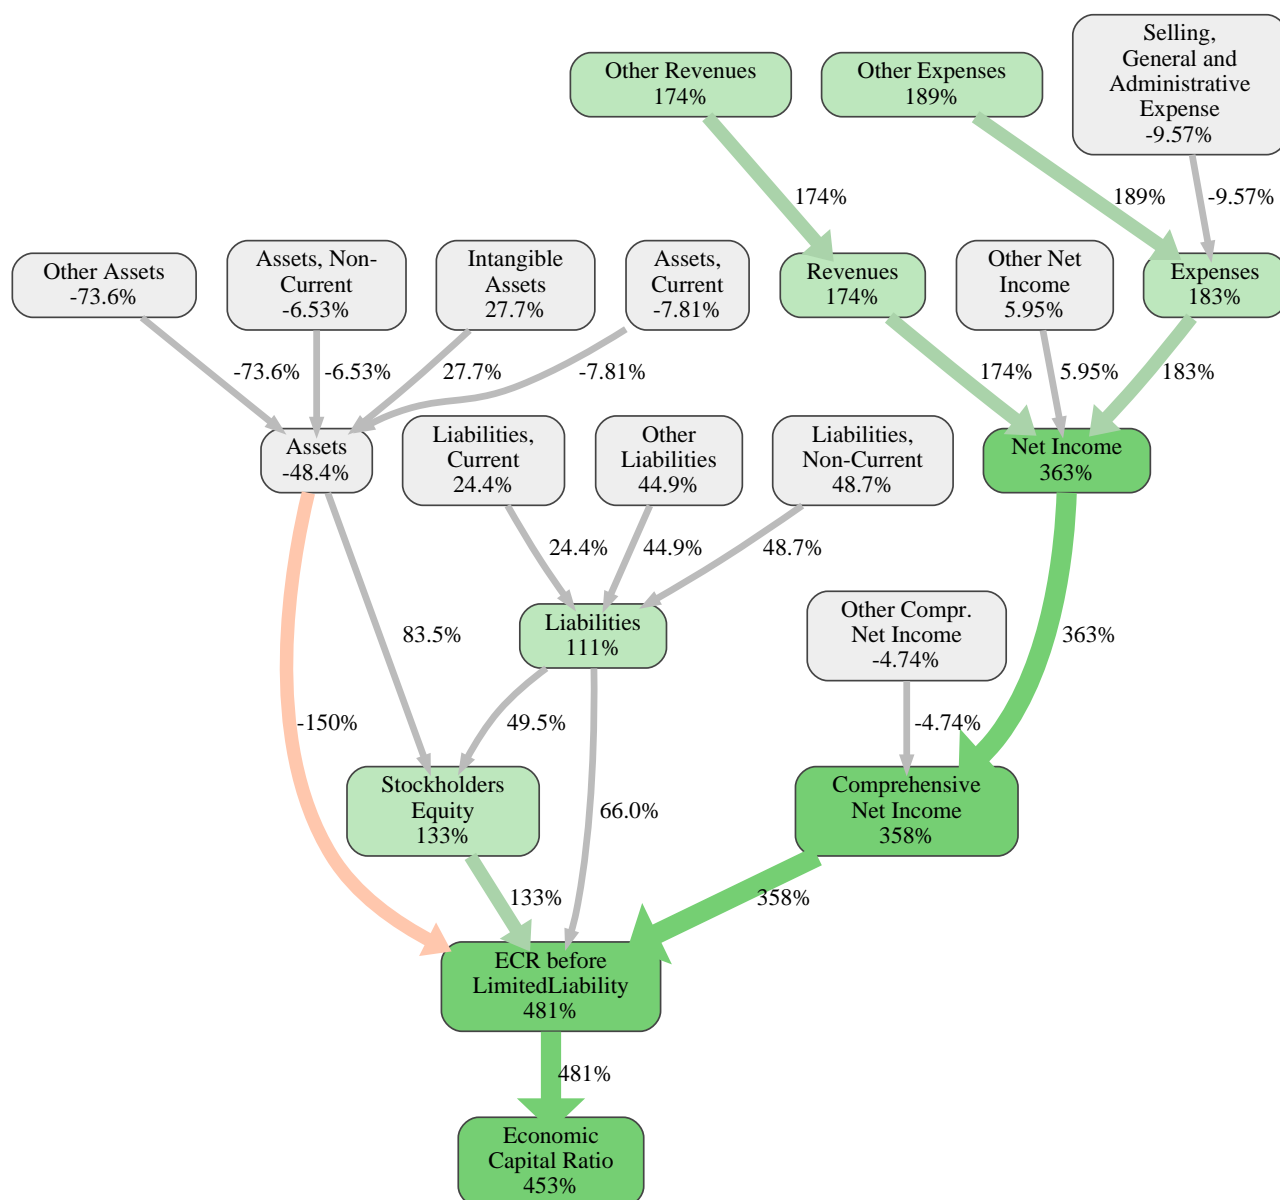 Selling,
General and
Administrative
Expense
-9.57%
Other Revenues
174%
Other Expenses
189%
174%
189%
-9.57%
Other Assets
-73.6%
Assets, Non-
Current
-6.53%
Intangible
Assets
27.7%
Assets,
Current
-7.81%
Revenues
174%
Other Net
Income
5.95%
Expenses
183%
-73.6%
-6.53%
27.7%
-7.81%
174%
5.95%
183%
Assets
-48.4%
Liabilities,
Current
24.4%
Other
Liabilities
44.9%
Liabilities,
Non-Current
48.7%
Net Income
363%
24.4%
44.9%
48.7%
83.5%
Liabilities
111%
Other Compr.
Net Income
-4.74%
363%
-150%
49.5%
-4.74%
Stockholders
Equity
133%
66.0%
Comprehensive
Net Income
358%
133%
358%
ECR before
LimitedLiability
481%
481%
Economic
Capital Ratio
453%